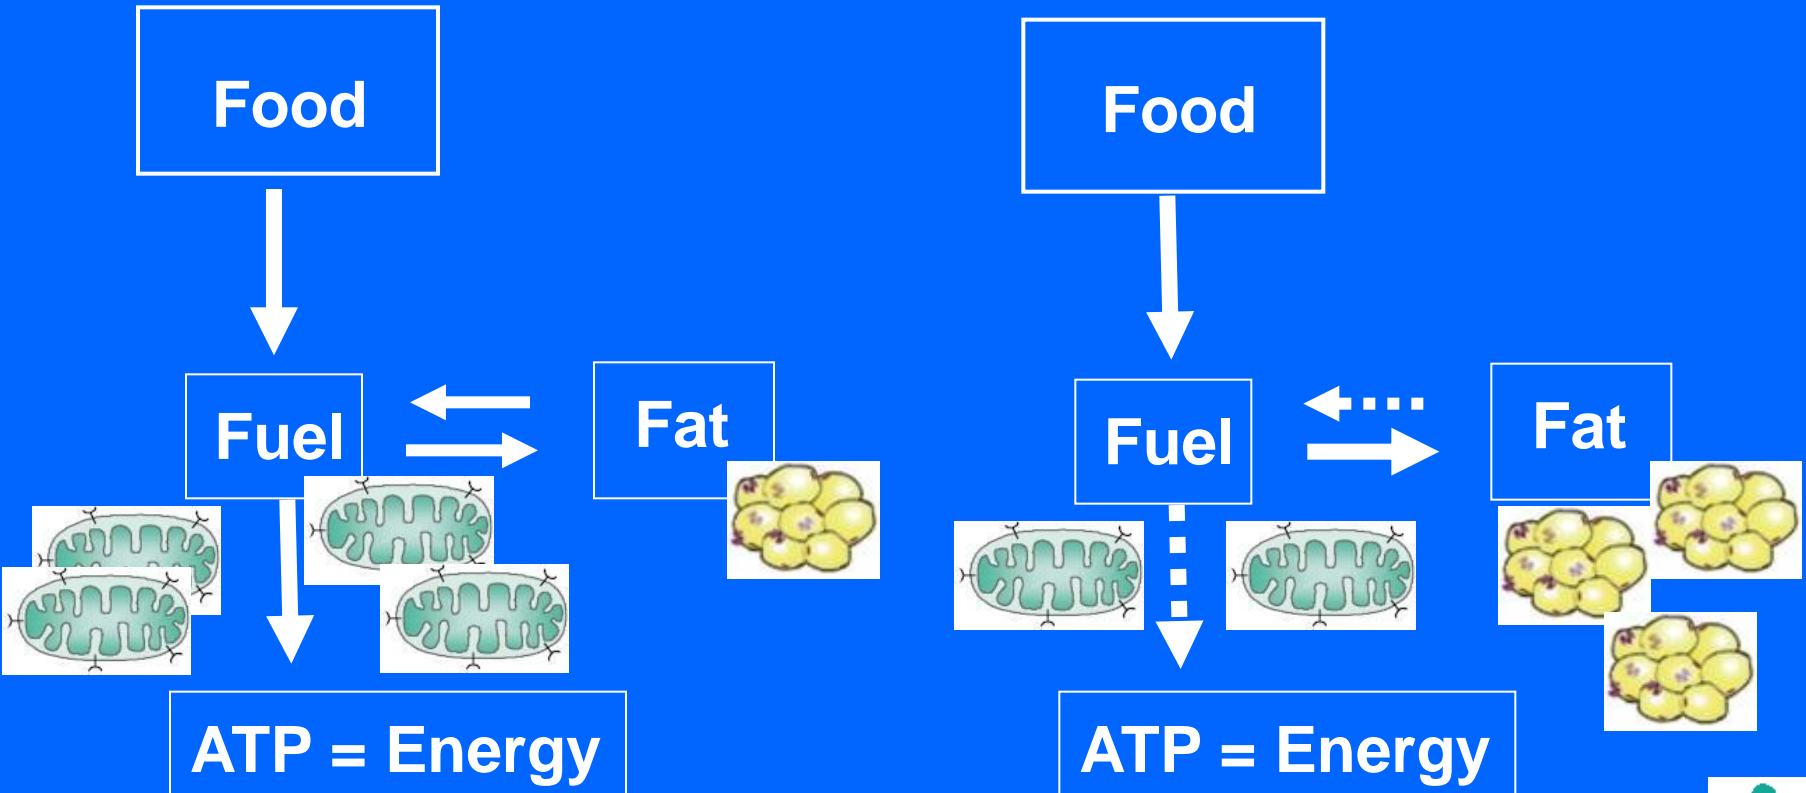 Food
Fuel
Fat
ATP = Energy
Food
Fuel
Fat
ATP = Energy